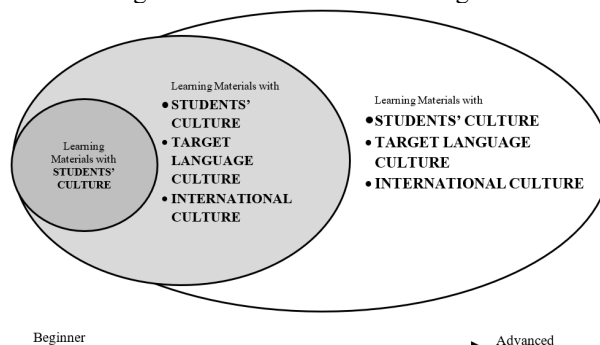 Learning
Materials with
STUDENTS'
CULTURE
Learning Materials with
• STUDENTS'
CULTURE
• TARGET
LANGUAGE
CULTURE
• INTERNATIONAL
CULTURE
Learning Materials with
• STUDENTS' CULTURE
• TARGET LANGUAGE
CULTURE
• INTERNATIONAL CULTURE
Beginner
Advanced